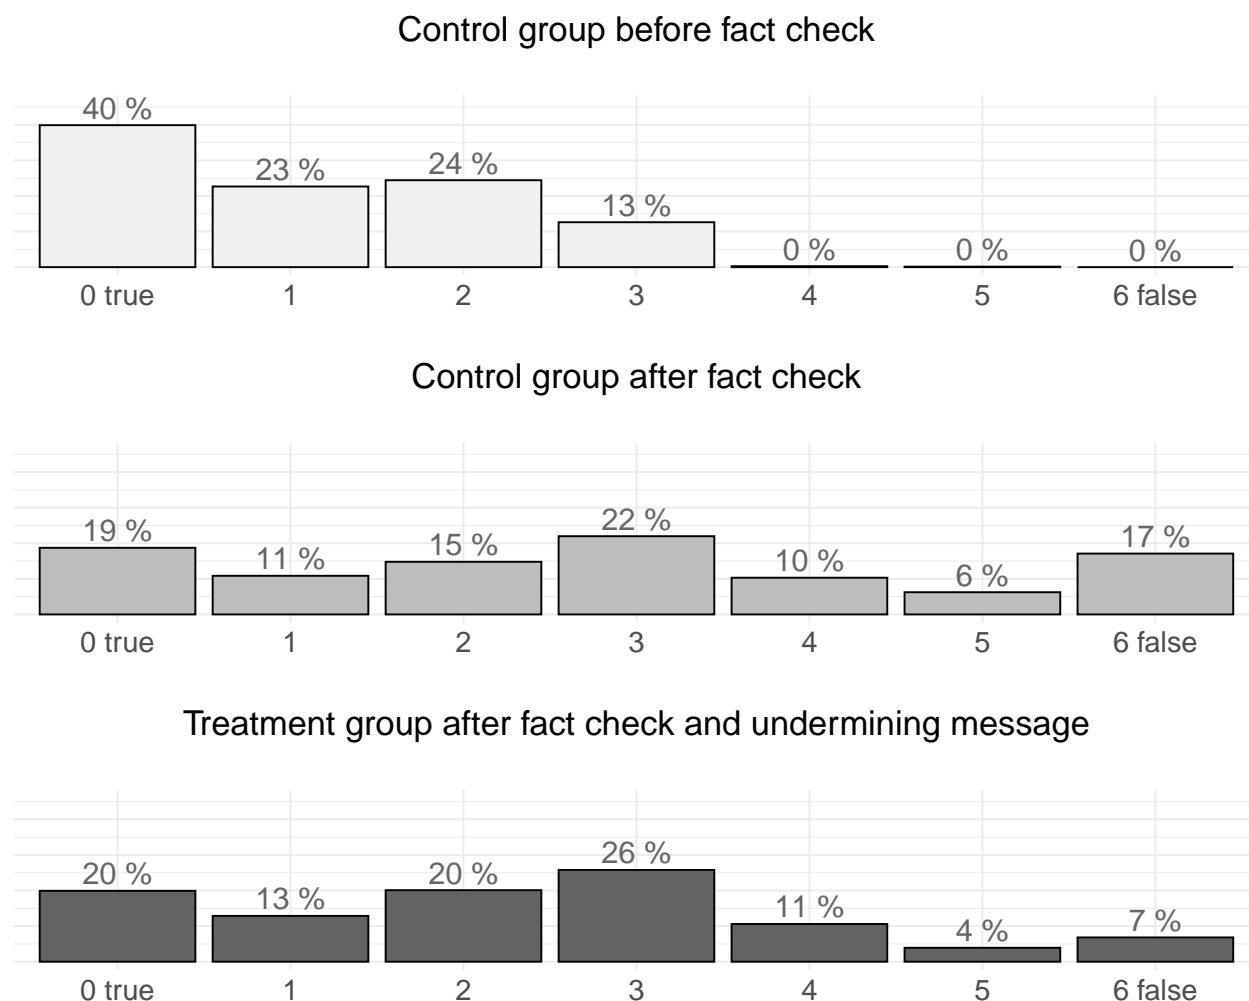 Control group before fact check
40 % 23 % 24 % 13 % 0 % 0 % 0 %
0 true 1 2 3 4 5 6 false
Control group after fact check
19 % 11 % 15 % 22 % 10 % 6 % 17 %
0 true 1 2 3 4 5 6 false
Treatment group after fact check and undermining message
20 % 13 % 20 % 26 % 11 % 4 % 7 %
0 true 1 2 3 4 5 6 false